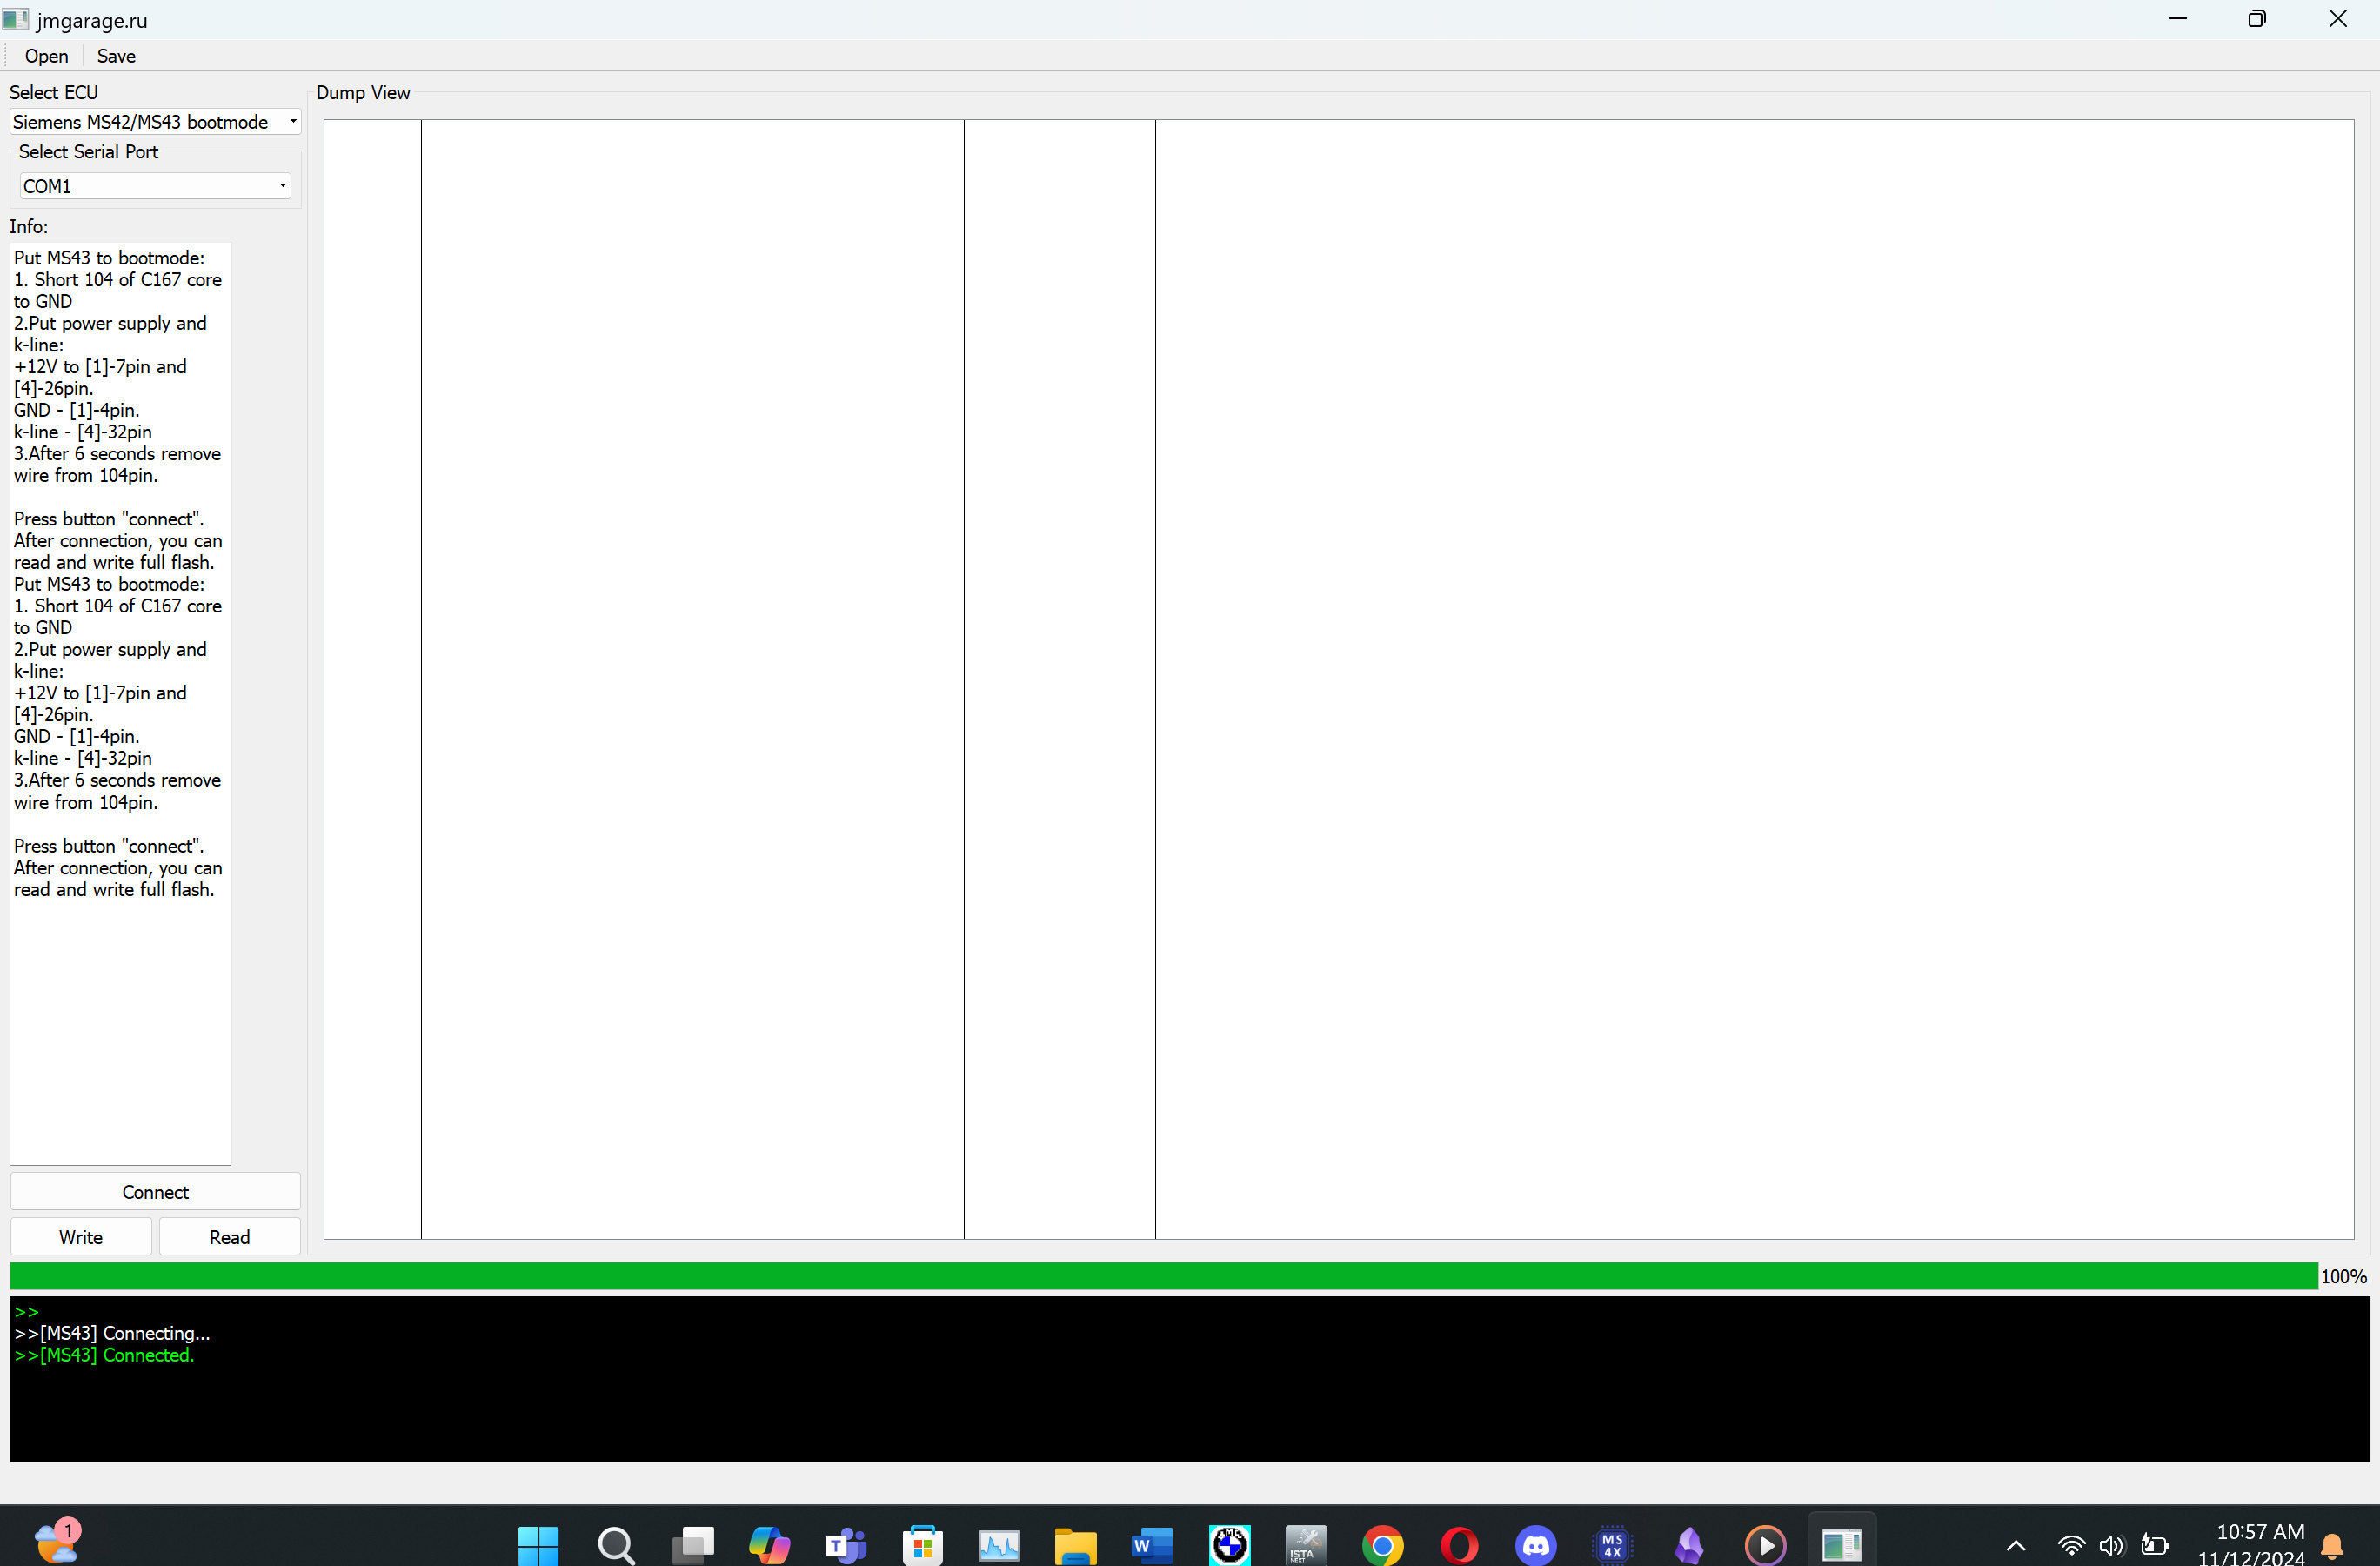 jmgarage.ru
Open Save
Select ECU
Siemens MS42/MS43 bootmode
Select Serial Port
COM1
Info:
Put MS43 to bootmode:
1. Short 104 of C167 core
to GND
2.Put power supply and
k-line:
+12V to [1]-7pin and
[4]-26pin.
GND - [1]-4pin.
k-line - [4]-32pin
3.After 6 seconds remove
wire from 104pin.
Press button "connect".
After connection, you can
read and write full flash.
Put MS43 to bootmode:
1. Short 104 of C167 core
to GND
2.Put power supply and
k-line:
+12V to [1]-7pin and
[4]-26pin.
GND - [1]-4pin.
k-line - [4]-32pin
3.After 6 seconds remove
wire from 104pin.
Press button "connect".
After connection, you can
read and write full flash.
Connect
Write Read
Dump View
100%
>>
>>[MS43] Connecting...
>>[MS43] Connected.
1
T
W
ISTA
NEXT
MS
4X
10:57 AM
11/12/2024